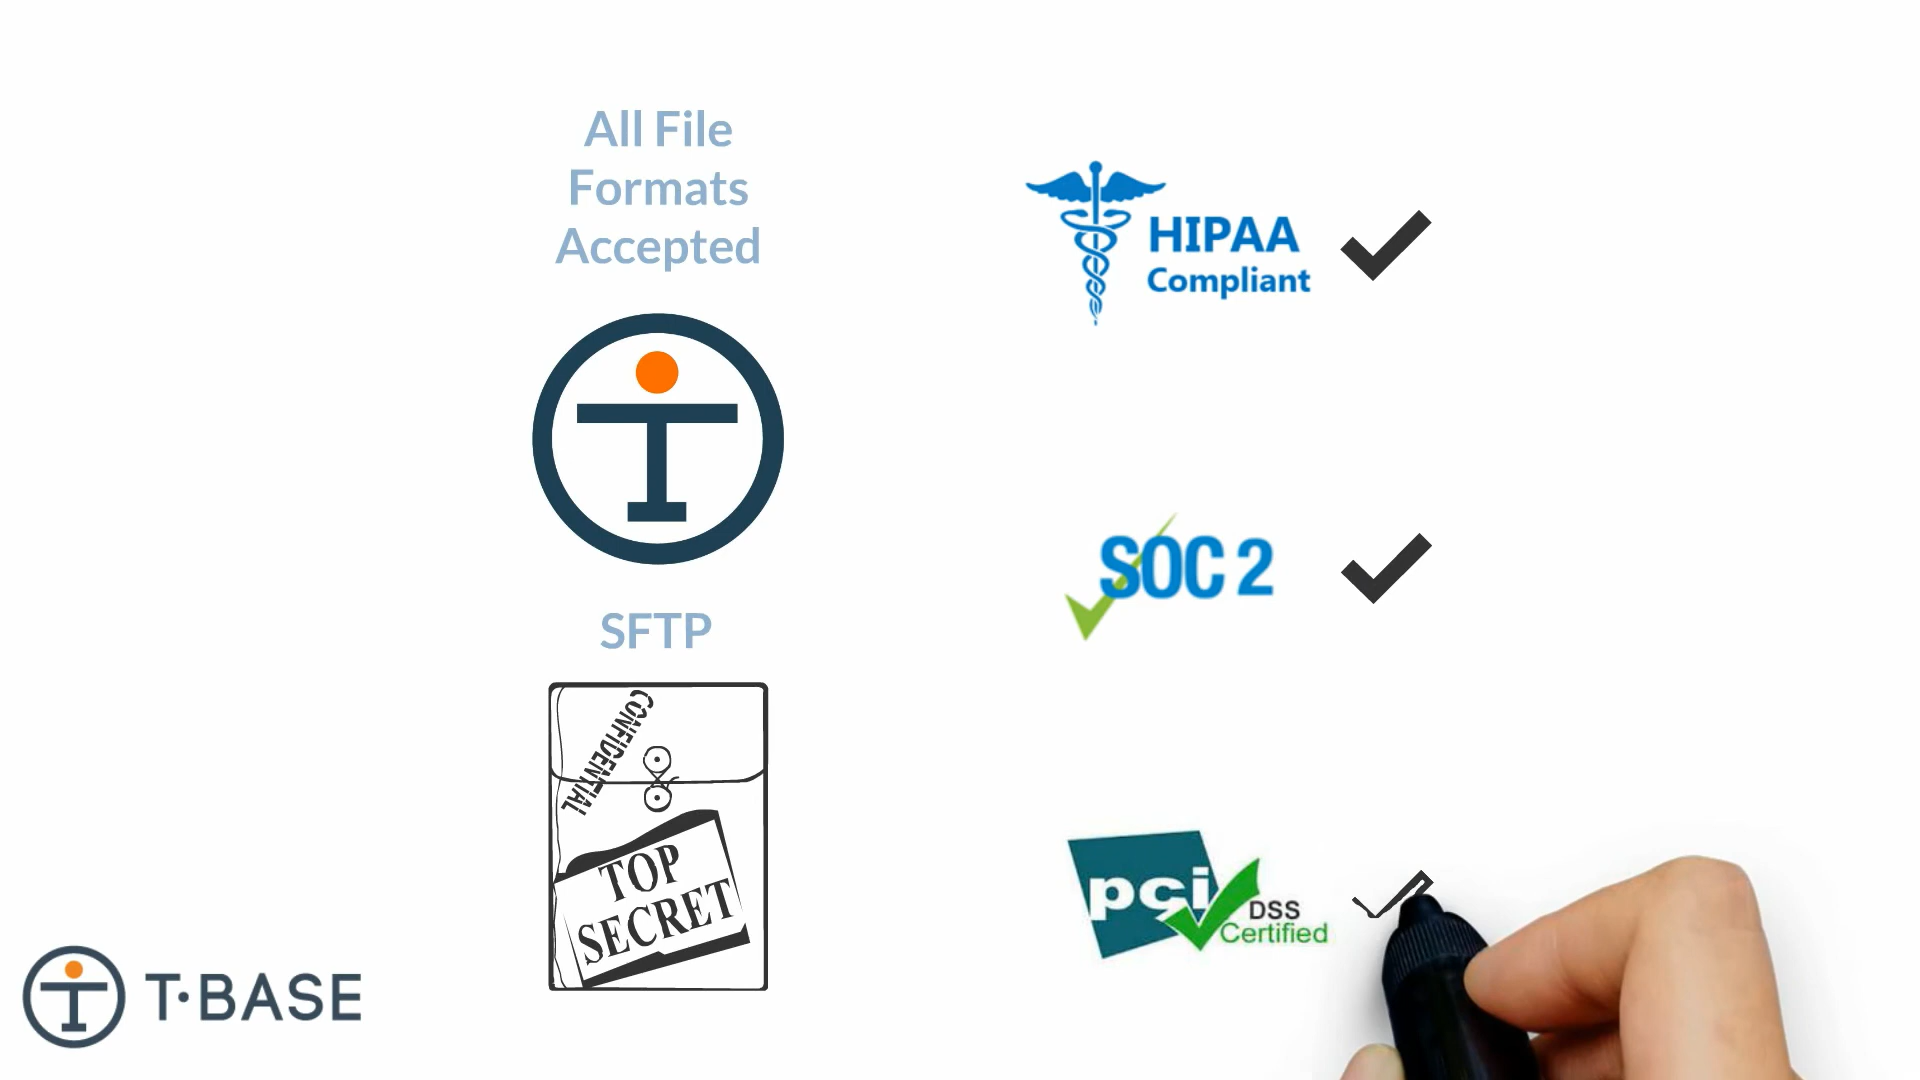 All File
Formats
Accepted
SFTP
CONFIDENTIAL
TOP
SECRET
HIPAA
Compliant
SOC 2
pci
DSS
Certified
T·BASE